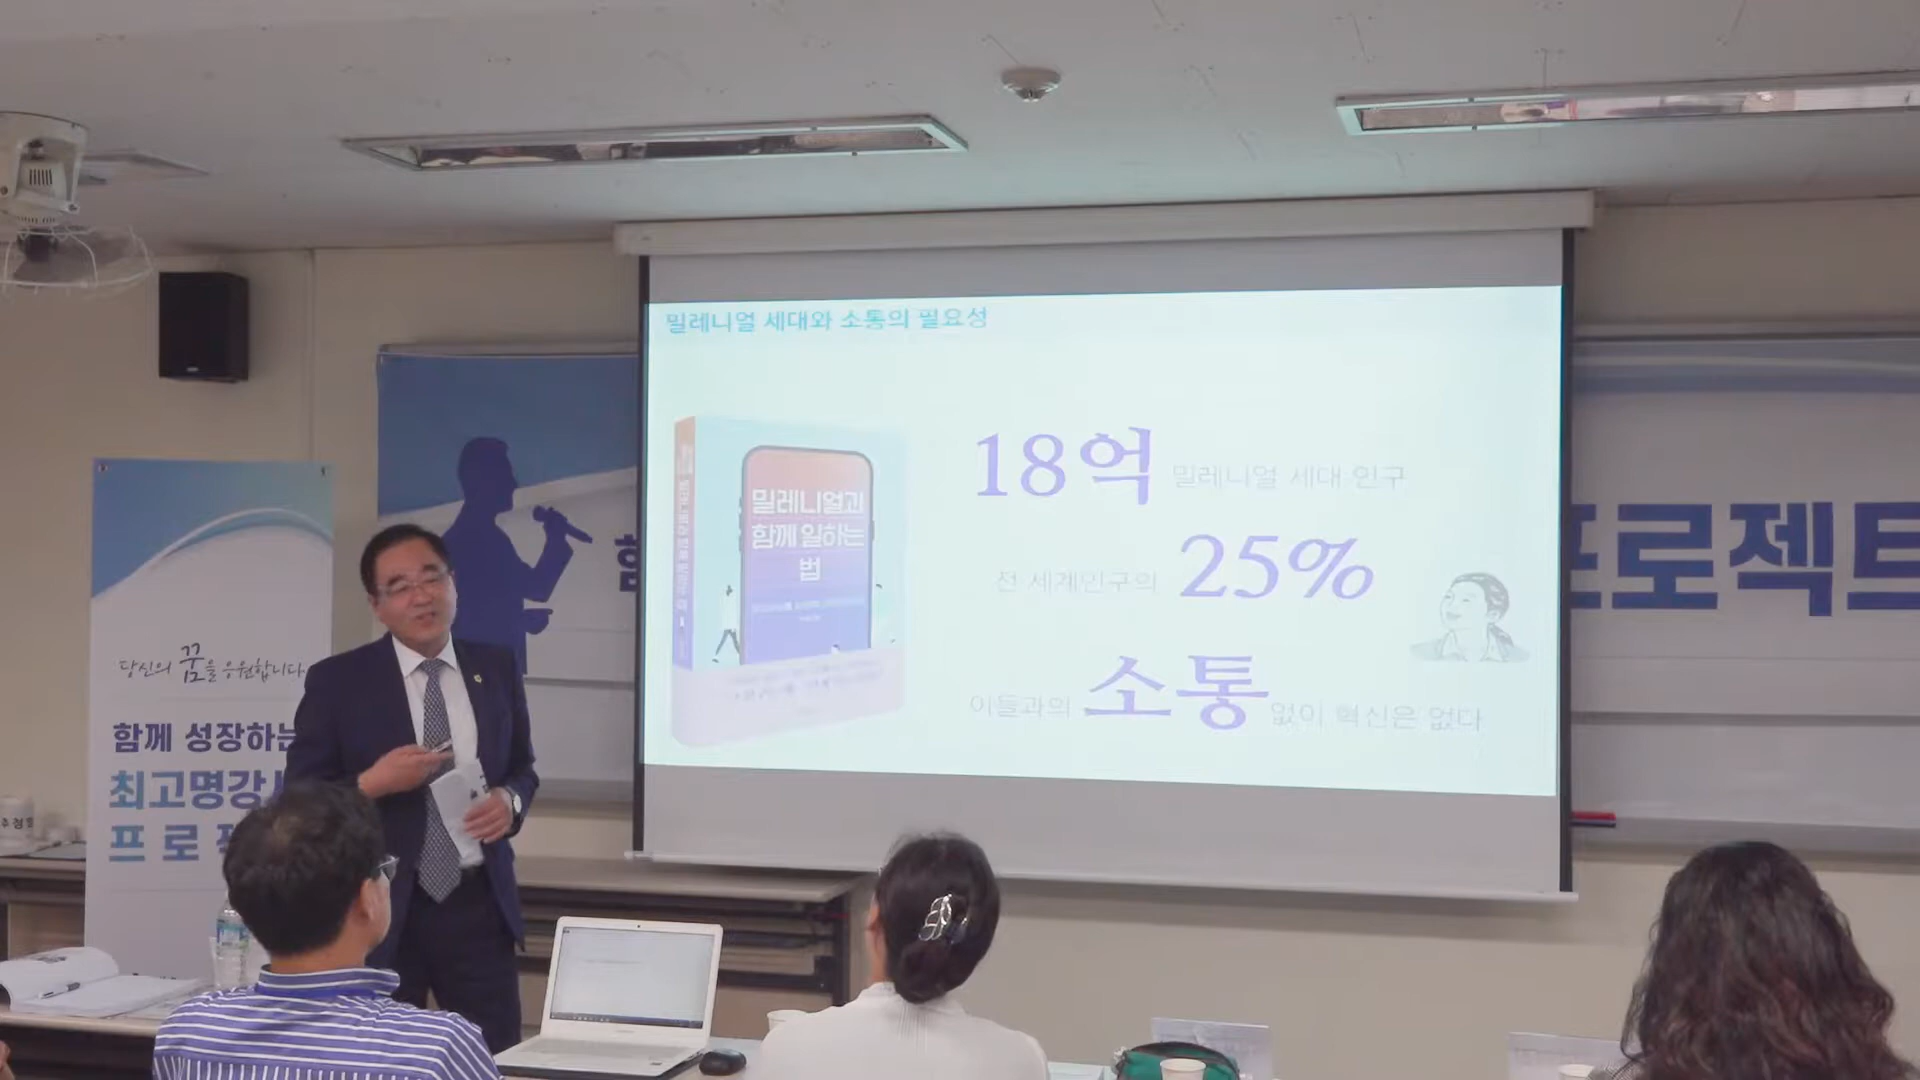 밀레니얼 세대와 소통의 필요성
18억 밀레니얼 세대 인구
전 세계인구의 25%
이들과의 소통 없이 혁신은 없다
밀레니얼과
함께 일하는
법
당신의 꿈을 응원합니다
함께 성장하는
최고명강
프로
프로젝트